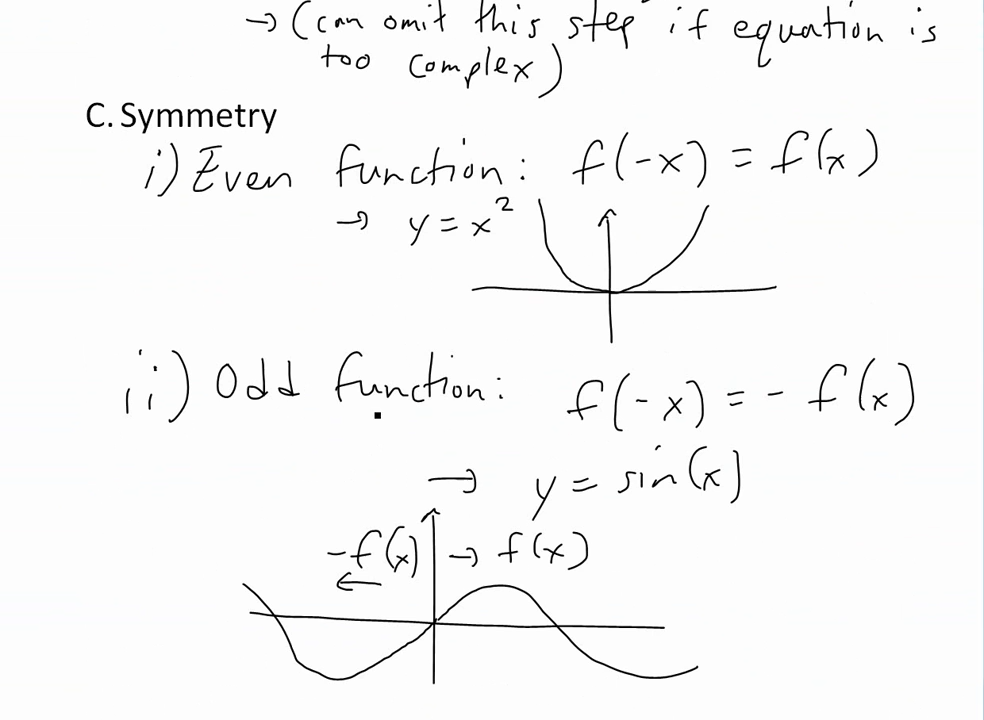 → (can omit this step if equation is
too complex)
C. Symmetry
i) Even function: f(-x) = f(x)
→ y = x²
ii) Odd function: f(-x) = - f(x)
→ y = sin(x)
-f(x) → f(x)
←